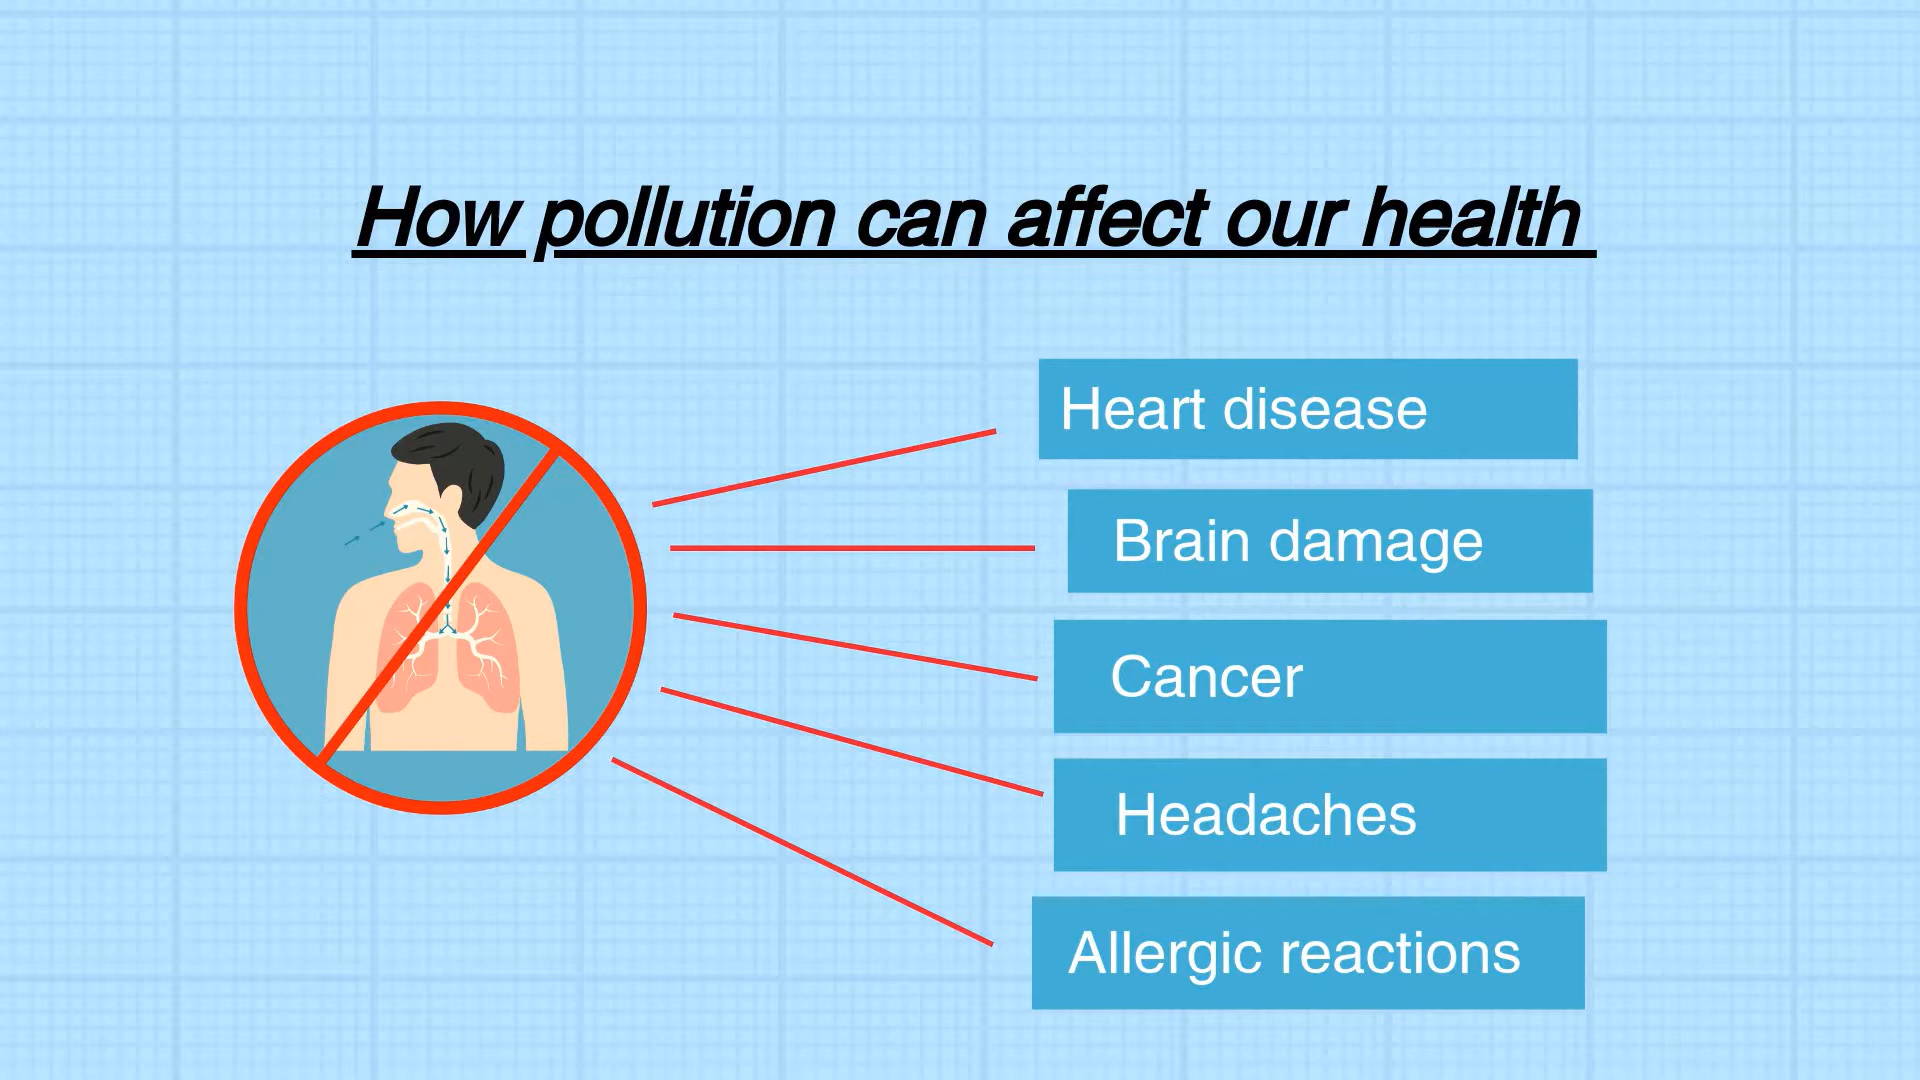 How pollution can affect our health
Heart disease
Brain damage
Cancer
Headaches
Allergic reactions